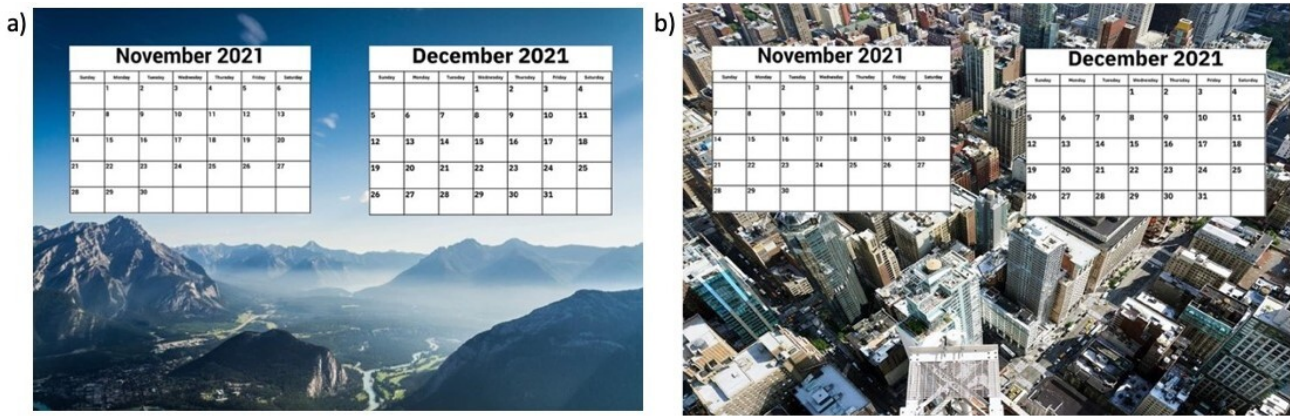 a)
November 2021
Sunday Monday Tuesday Wednesday Thursday Friday Saturday
1 2 3 4 5 6
7 8 9 10 11 12 13
14 15 16 17 18 19 20
21 22 23 24 25 26 27
28 29 30
December 2021
Sunday Monday Tuesday Wednesday Thursday Friday Saturday
1 2 3 4
5 6 7 8 9 10 11
12 13 14 15 16 17 18
19 20 21 22 23 24 25
26 27 28 29 30 31
b)
November 2021
Sunday Monday Tuesday Wednesday Thursday Friday Saturday
1 2 3 4 5 6
7 8 9 10 11 12 13
14 15 16 17 18 19 20
21 22 23 24 25 26 27
28 29 30
December 2021
Sunday Monday Tuesday Wednesday Thursday Friday Saturday
1 2 3 4
5 6 7 8 9 10 11
12 13 14 15 16 17 18
19 20 21 22 23 24 25
26 27 28 29 30 31